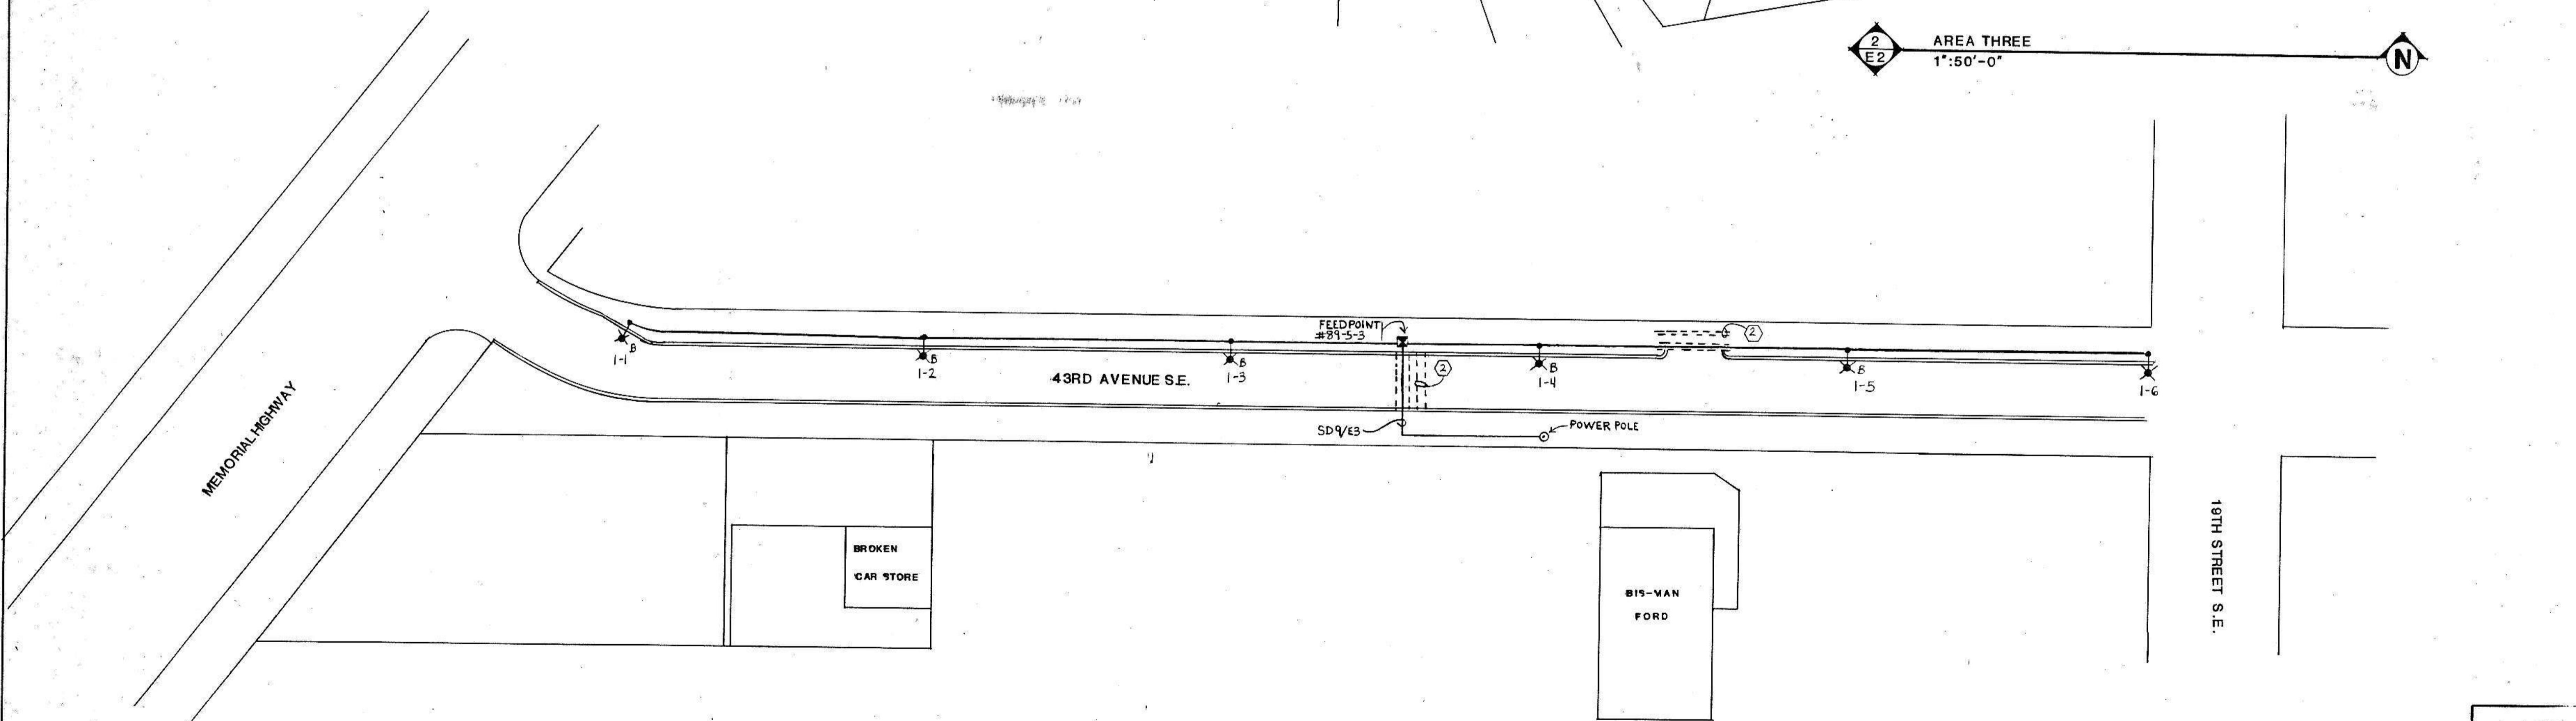 2
E2
AREA THREE
1":50'-0"
N
FEEDPOINT
#89-5-3
2
B
1-1
B
1-2
B
1-3
2
B
1-4
B
1-5
1-6
43RD AVENUE S.E.
SD9/E3
POWER POLE
MEMORIAL HIGHWAY
BROKEN
CAR STORE
BIS-MAN
FORD
19TH STREET S.E.